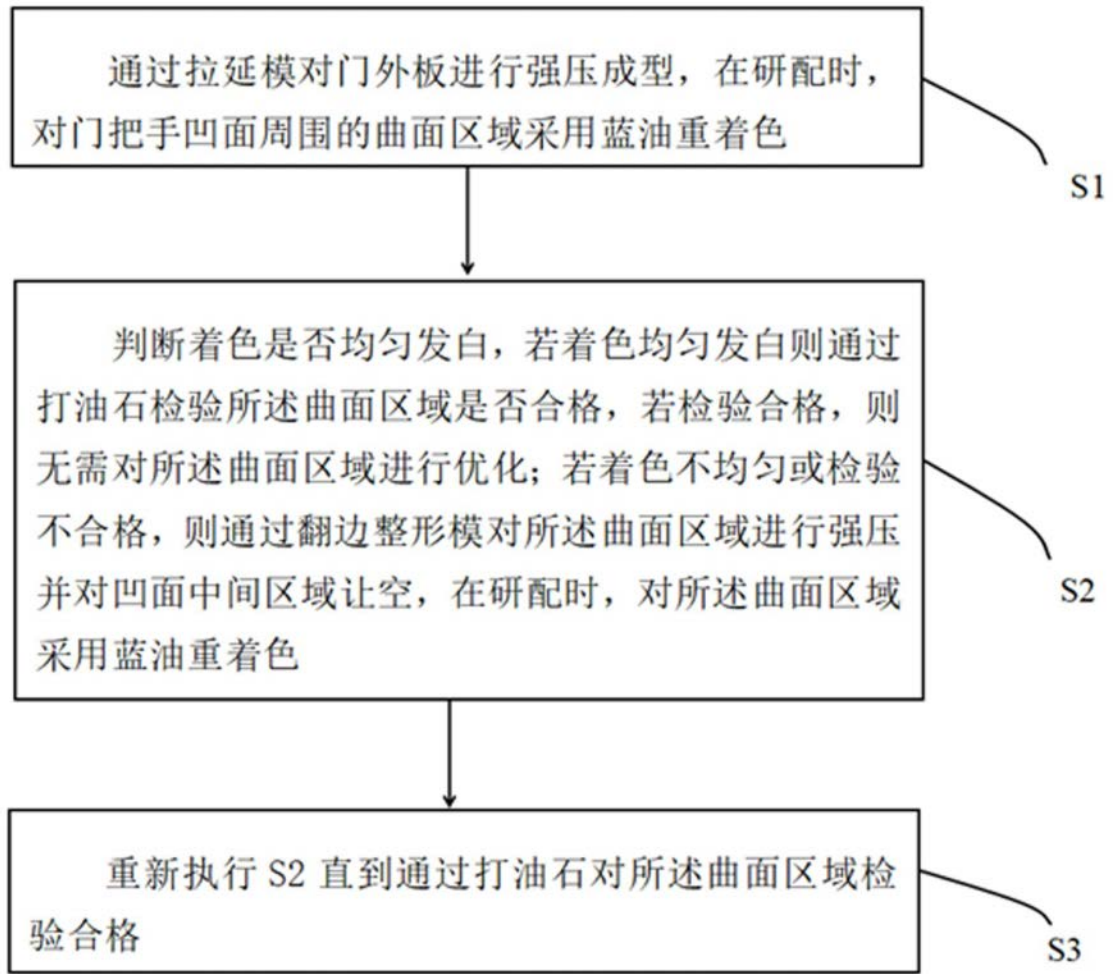 通过拉延模对门外板进行强压成型，在研配时，
对门把手凹面周围的曲面区域采用蓝油重着色
S1
判断着色是否均匀发白，若着色均匀发白则通过
打油石检验所述曲面区域是否合格，若检验合格，则
无需对所述曲面区域进行优化；若着色不均匀或检验
不合格，则通过翻边整形模对所述曲面区域进行强压
并对凹面中间区域让空，在研配时，对所述曲面区域
采用蓝油重着色
S2
重新执行 S2 直到通过打油石对所述曲面区域检
验合格
S3